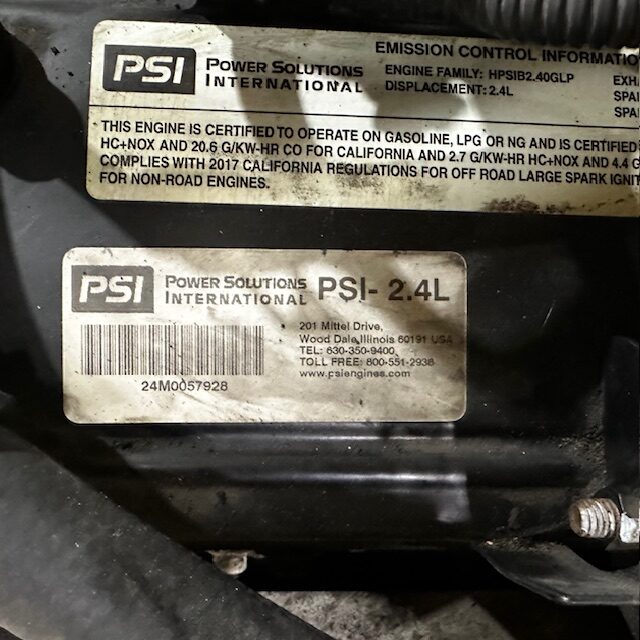 PSI POWER SOLUTIONS INTERNATIONAL
EMISSION CONTROL INFORMATIO
ENGINE FAMILY: HPSIB2.40GLP
DISPLACEMENT: 2.4L
EXH
SPA
SPA
THIS ENGINE IS CERTIFIED TO OPERATE ON GASOLINE, LPG OR NG AND IS CERTIFIED
HC+NOX AND 20.6 G/KW-HR CO FOR CALIFORNIA AND 2.7 G/KW-HR HC+NOX AND 4.4 G
COMPLIES WITH 2017 CALIFORNIA REGULATIONS FOR OFF ROAD LARGE SPARK IGNIT
FOR NON-ROAD ENGINES.
PSI POWER SOLUTIONS INTERNATIONAL PSI- 2.4L
201 Mittel Drive,
Wood Dale, Illinois 60191 USA
TEL: 630-350-9400
TOLL FREE: 800-551-2938
www.psiengines.com
24M0057928